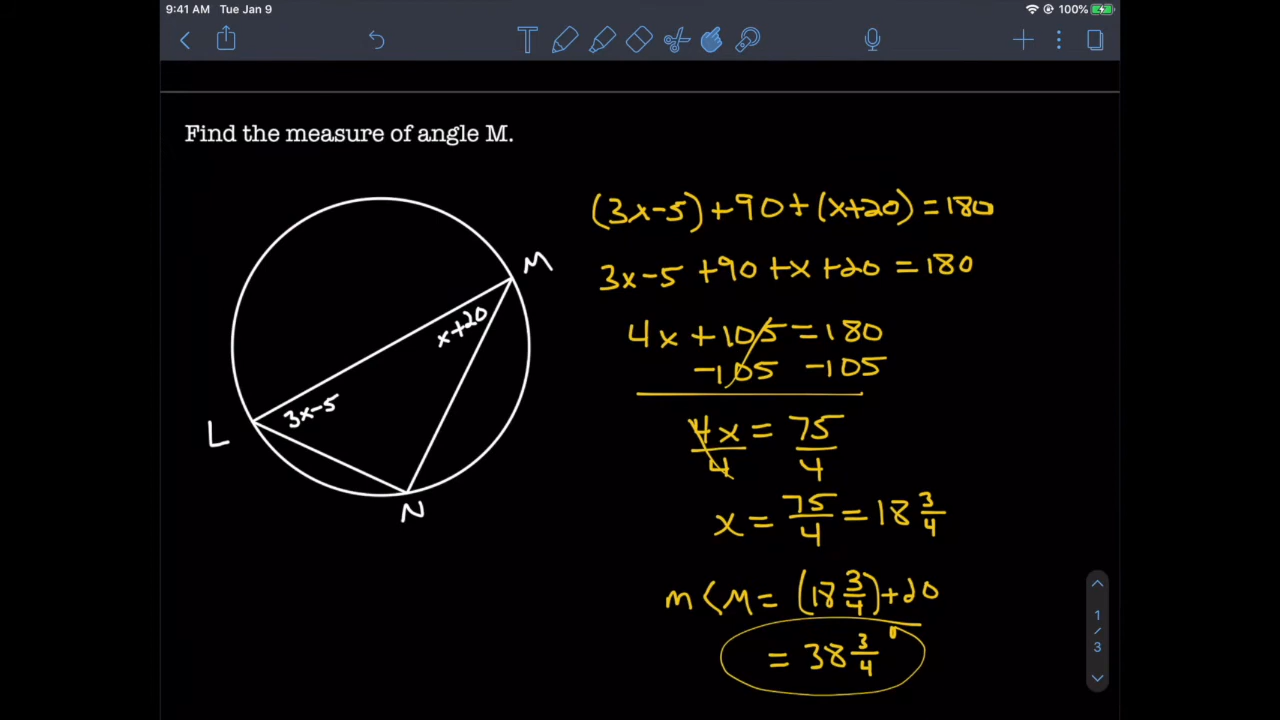 9:41 AM Tue Jan 9
100%
Find the measure of angle M.
M
x+20
3x-5
L
N
(3x-5)+90+(x+20)=180
3x-5+90+x+20=180
4x+105=180
-105 -105
4x/4 = 75/4
x = 75/4 = 18 3/4
m<M = (18 3/4)+20
= 38 3/4°
1
/
3